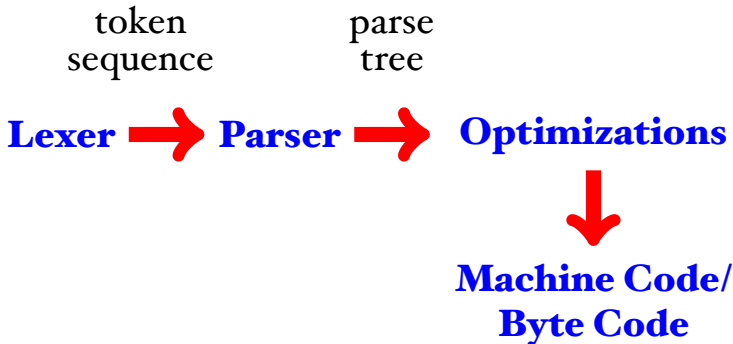 token
sequence
parse
tree
Lexer
Parser
Optimizations
Machine Code/
Byte Code